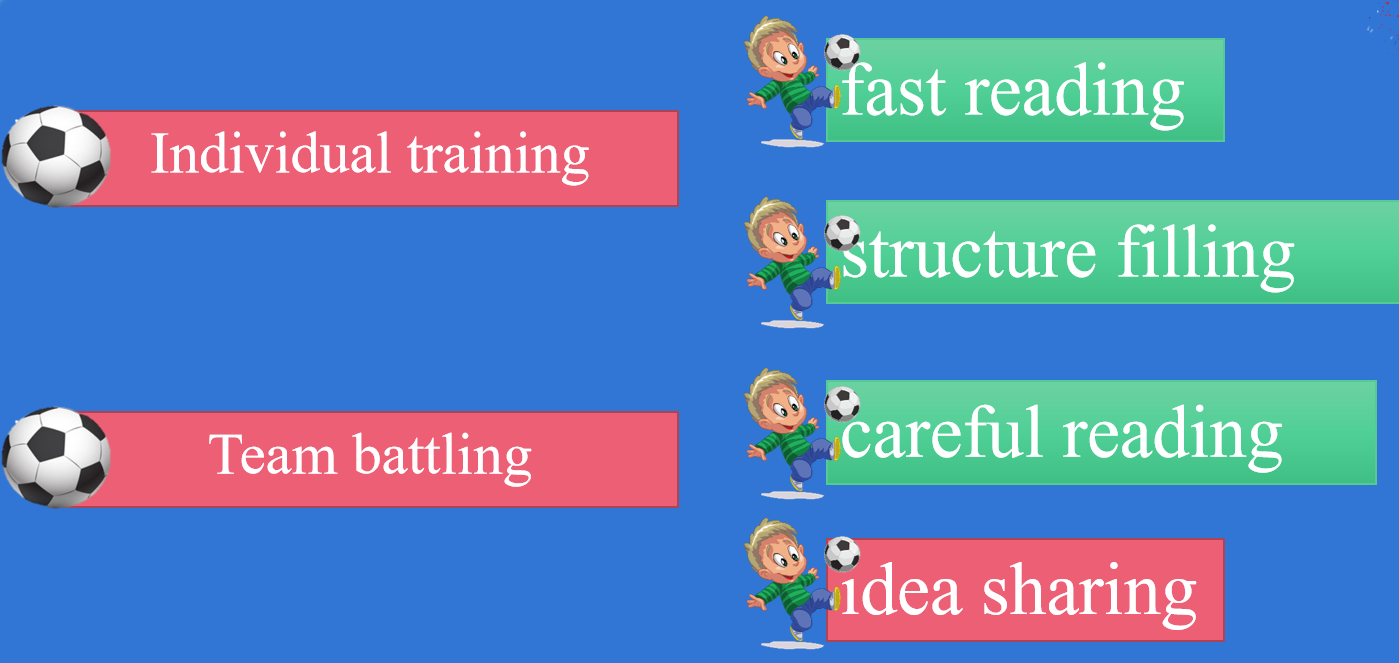 Individual training
Team battling
fast reading
structure filling
careful reading
idea sharing